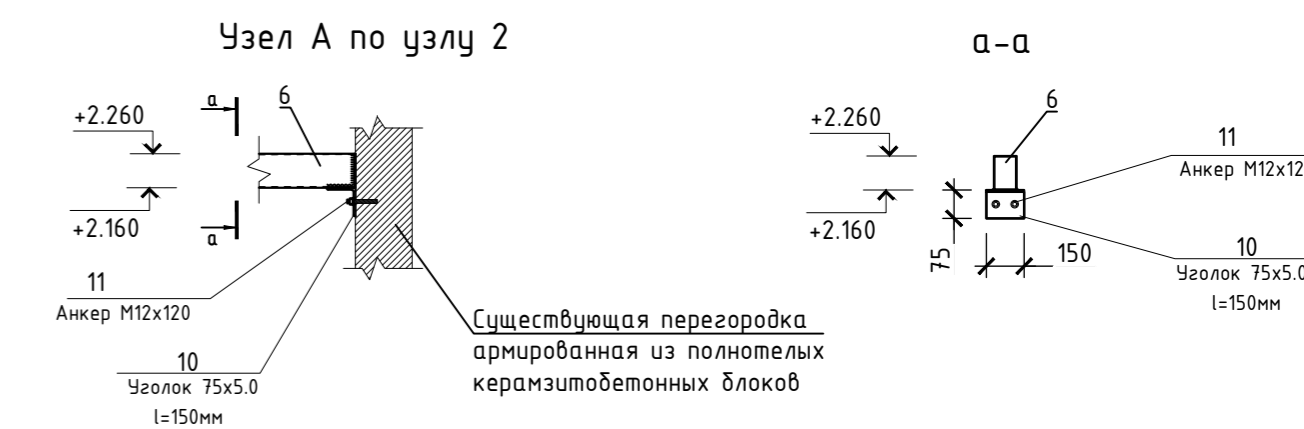 Узел А по узлу 2
+2.260
а
6
+2.160
а
11
Анкер М12х120
10
Уголок 75х5.0
l=150мм
Существующая перегородка
армированная из полнотелых
керамзитобетонных блоков
а-а
+2.260
6
+2.160
75
150
11
Анкер М12х12
10
Уголок 75х5.0
l=150мм